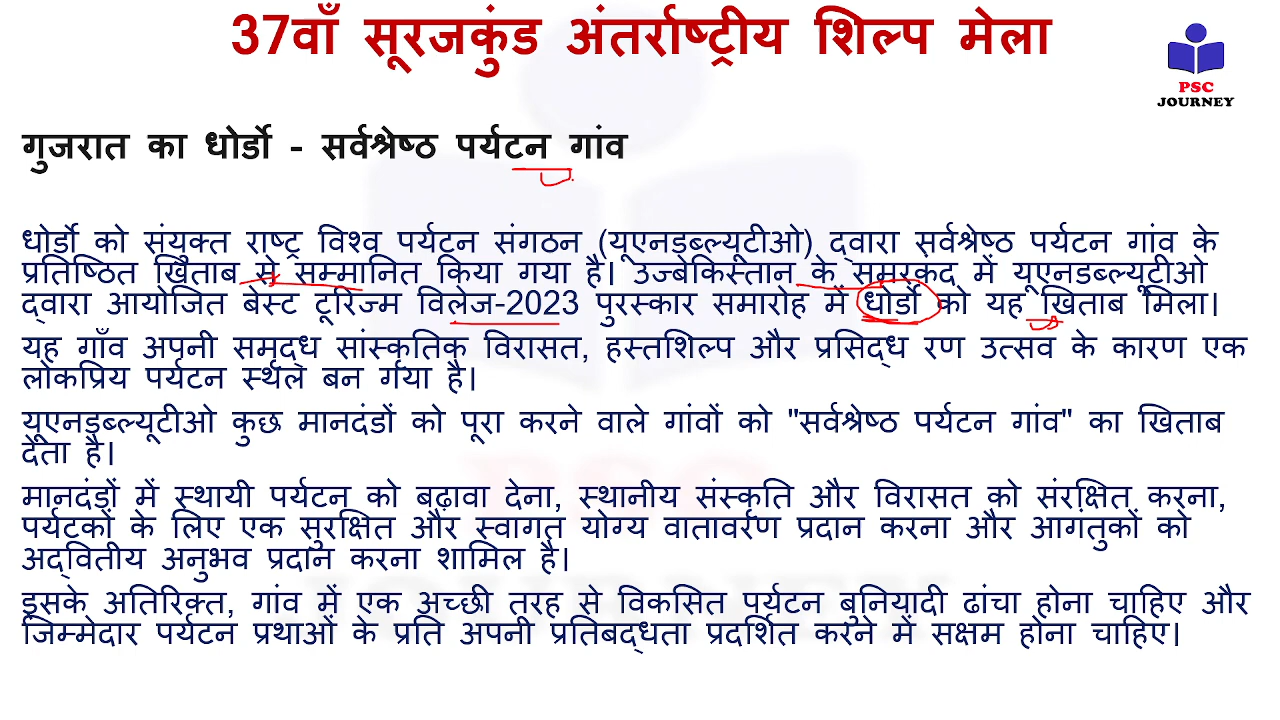 37वाँ सूरजकुंड अंतर्राष्ट्रीय शिल्प मेला
PSC
JOURNEY
गुजरात का धोर्डो - सर्वश्रेष्ठ पर्यटन गांव
धोर्डो को संयुक्त राष्ट्र विश्व पर्यटन संगठन (यूएनडब्ल्यूटीओ) द्वारा सर्वश्रेष्ठ पर्यटन गांव के
प्रतिष्ठित खिताब से सम्मानित किया गया है। उज्बेकिस्तान के समरकंद में यूएनडब्ल्यूटीओ
द्वारा आयोजित बेस्ट टूरिज्म विलेज-2023 पुरस्कार समारोह में धोर्डो को यह खिताब मिला।
यह गाँव अपनी समृद्ध सांस्कृतिक विरासत, हस्तशिल्प और प्रसिद्ध रण उत्सव के कारण एक
लोकप्रिय पर्यटन स्थल बन गया है।
यूएनडब्ल्यूटीओ कुछ मानदंडों को पूरा करने वाले गांवों को "सर्वश्रेष्ठ पर्यटन गांव" का खिताब
देता है।
मानदंडों में स्थायी पर्यटन को बढ़ावा देना, स्थानीय संस्कृति और विरासत को संरक्षित करना,
पर्यटकों के लिए एक सुरक्षित और स्वागत योग्य वातावरण प्रदान करना और आगंतुकों को
अद्वितीय अनुभव प्रदान करना शामिल है।
इसके अतिरिक्त, गांव में एक अच्छी तरह से विकसित पर्यटन बुनियादी ढांचा होना चाहिए और
जिम्मेदार पर्यटन प्रथाओं के प्रति अपनी प्रतिबद्धता प्रदर्शित करने में सक्षम होना चाहिए।